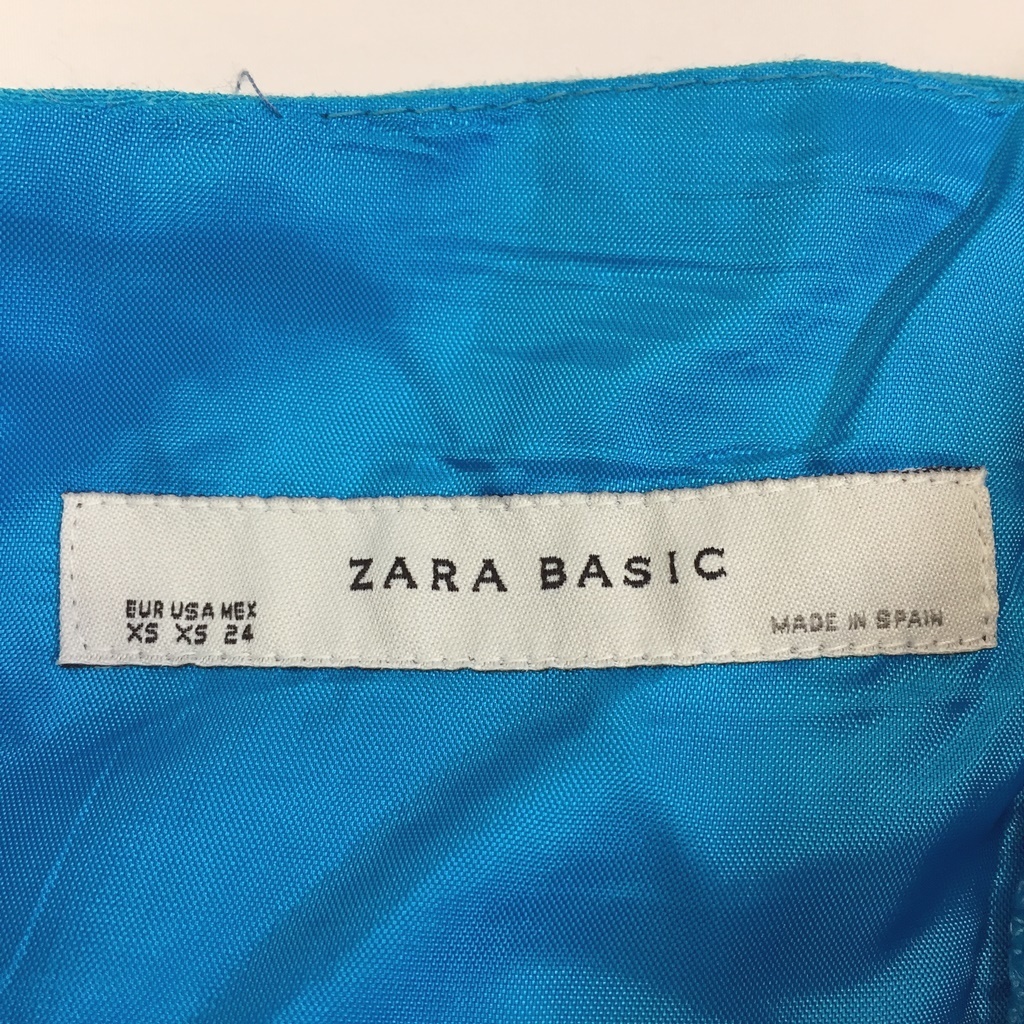 ZARA BASIC
EUR USA MEX
XS XS 24
MADE IN SPAIN